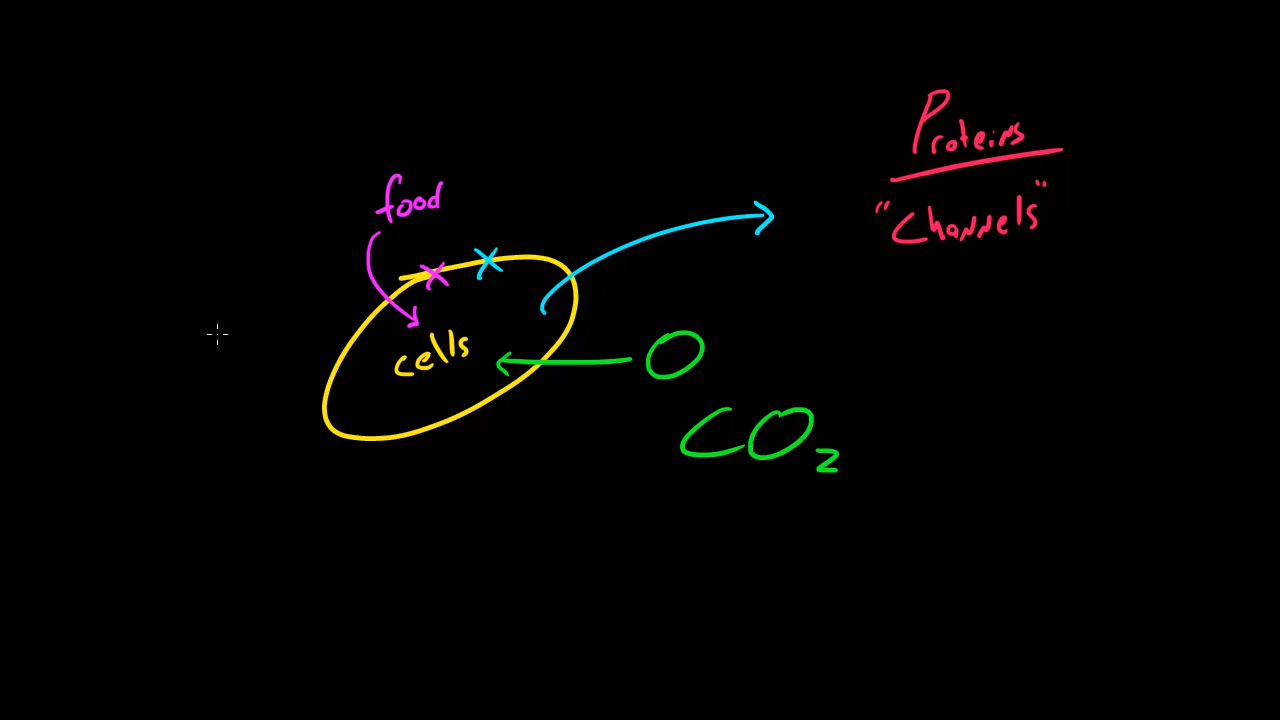 Proteins
"Channels"
food
cells
O
CO₂